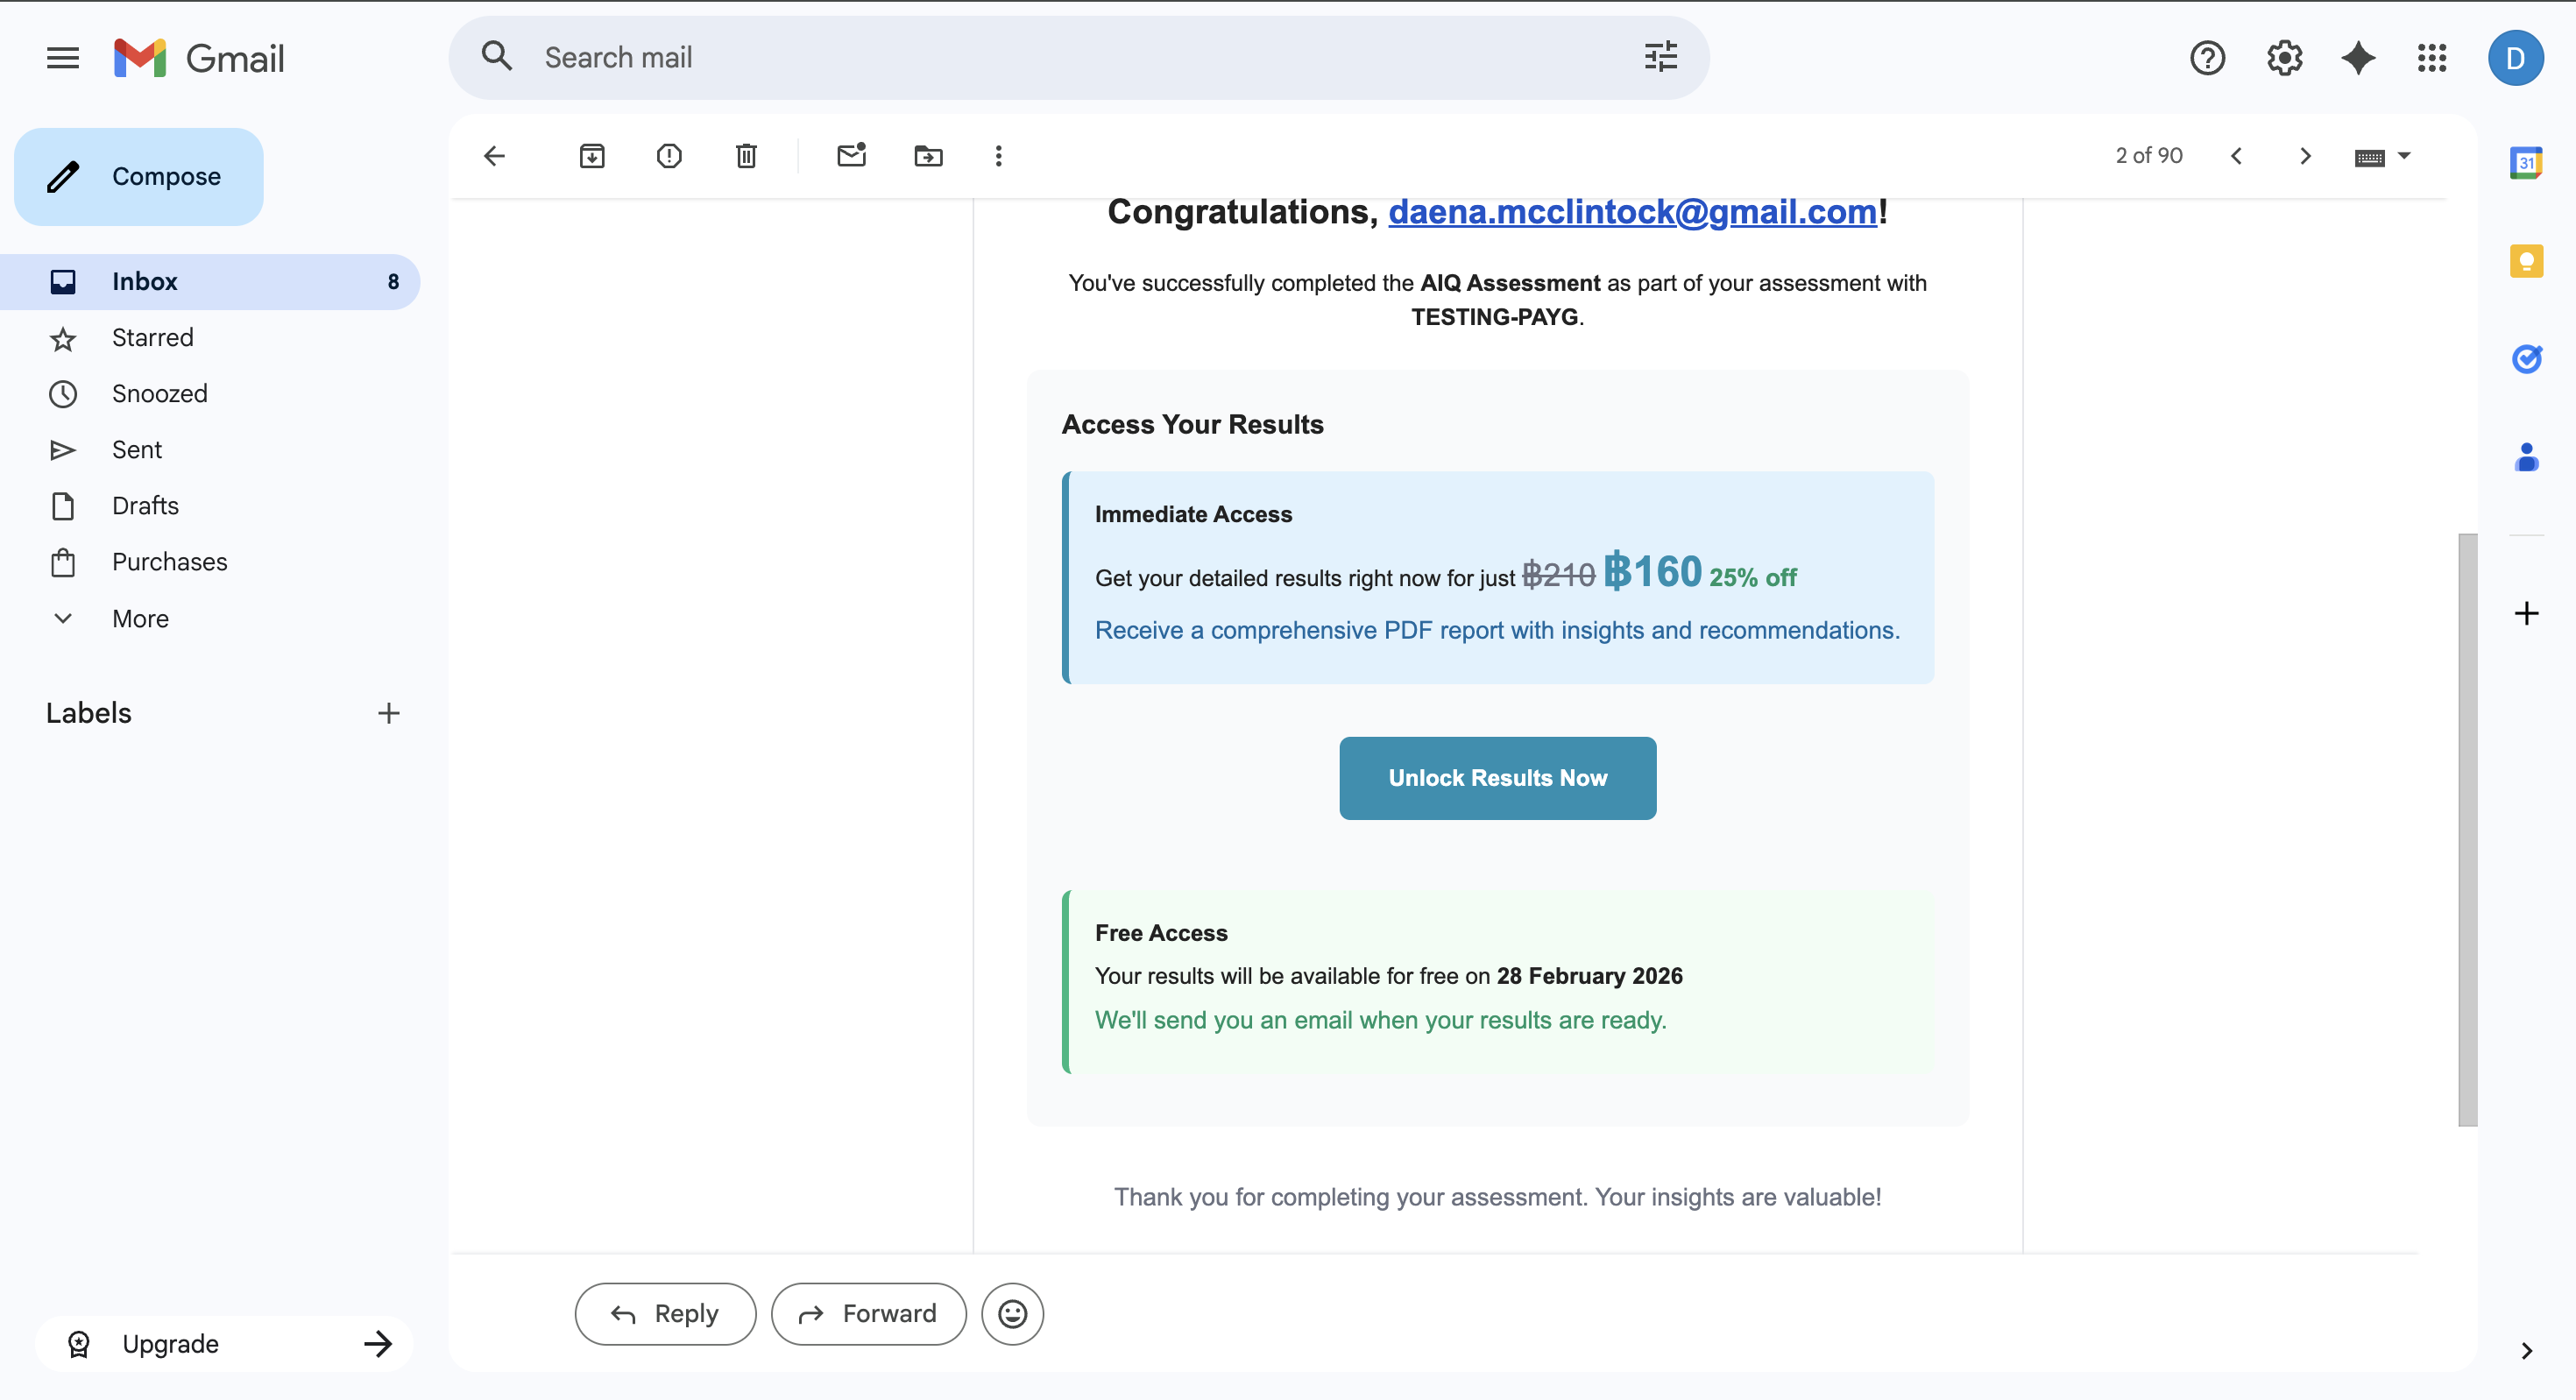 Gmail
Search mail
D
Compose
2 of 90
31
Inbox 8
Starred
Snoozed
Sent
Drafts
Purchases
More
Labels
Upgrade
Congratulations, daena.mcclintock@gmail.com!
You've successfully completed the AIQ Assessment as part of your assessment with
TESTING-PAYG.
Access Your Results
Immediate Access
Get your detailed results right now for just ฿210 ฿160 25% off
Receive a comprehensive PDF report with insights and recommendations.
Unlock Results Now
Free Access
Your results will be available for free on 28 February 2026
We'll send you an email when your results are ready.
Thank you for completing your assessment. Your insights are valuable!
Reply
Forward